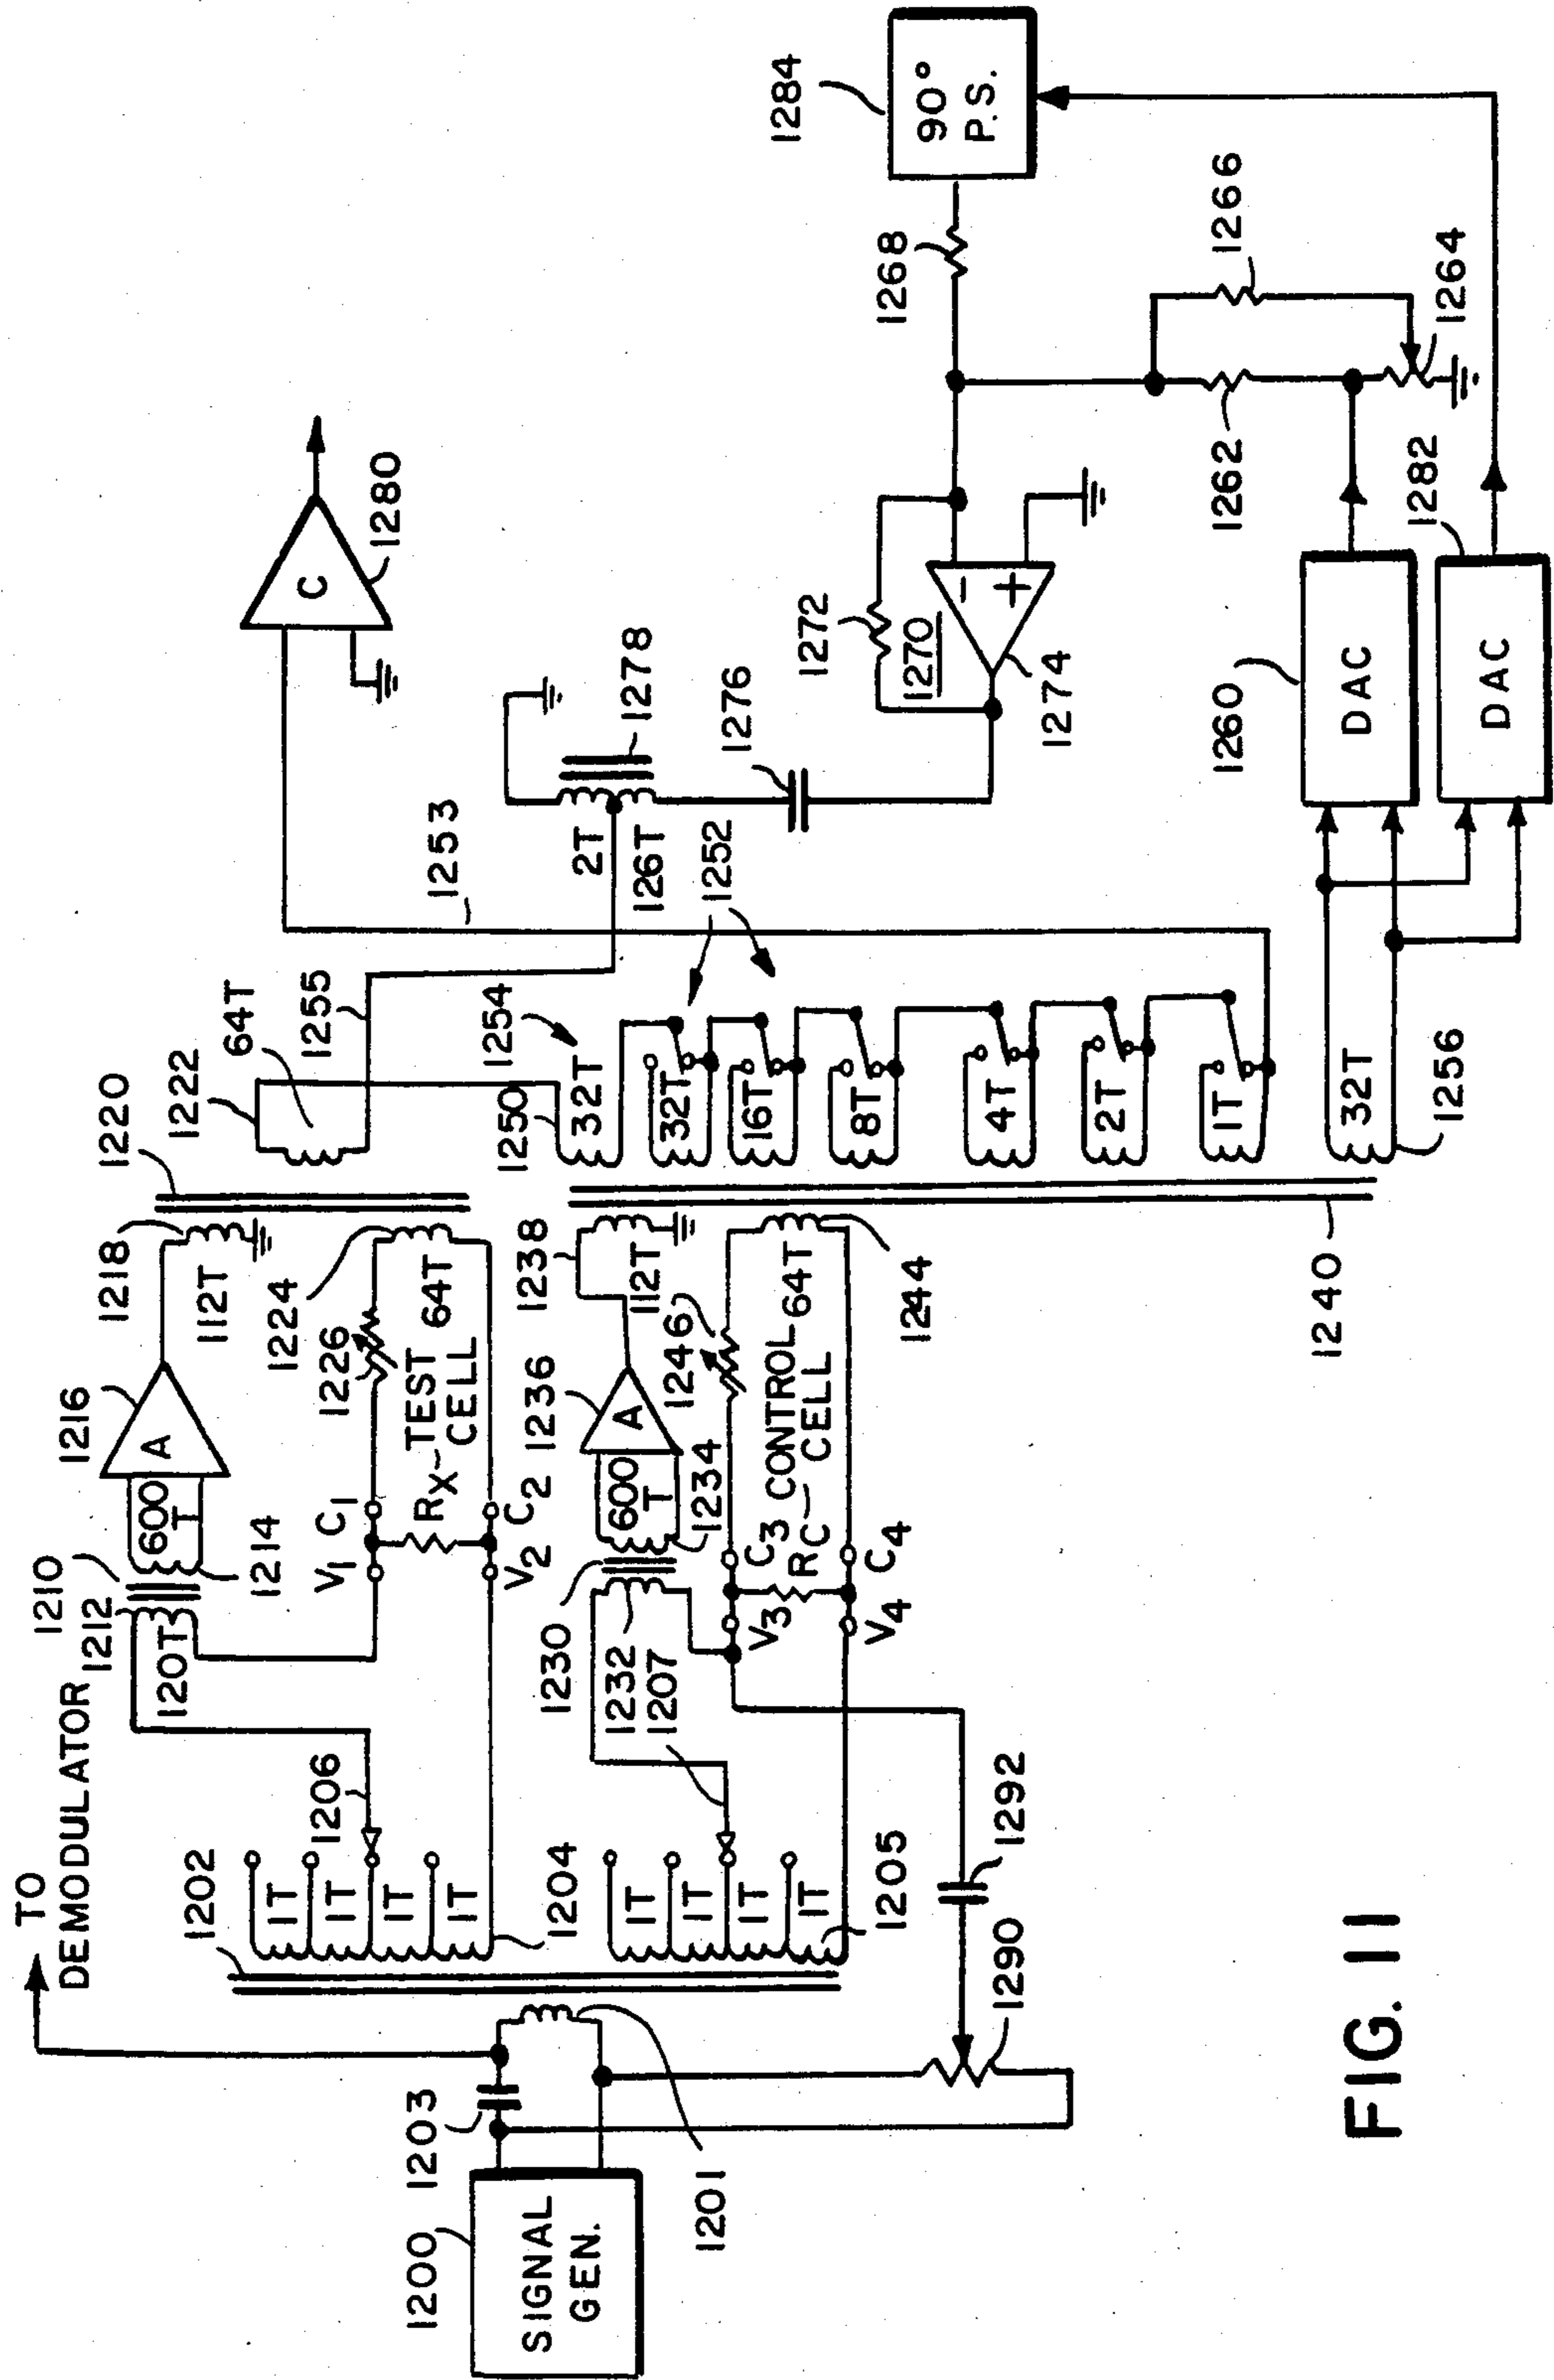 TO
DEMODULATOR
1200
SIGNAL
GEN.
1203
1201
1202
1T
1T
1T
1T
1204
1206
1T
1T
1T
1T
1205
1207
1290
1292
1210
1212
120T
600
T
1214
1216
A
1218
112T
1220
1222
64T
1224
64T
1226
V1
C1
RX
TEST
CELL
V2
C2
1230
1232
600
T
1234
1236
A
1238
112T
1240
1244
64T
1246
V3
C3
RC
CONTROL
CELL
V4
C4
1250
1252
1253
1254
1255
32T
32T
16T
8T
4T
2T
1T
32T
1256
2T
126T
1278
1276
C
1280
1272
1270
-
+
1274
1260
DAC
1282
DAC
1262
1264
1266
1268
1284
90°
P.S.
FIG. 11